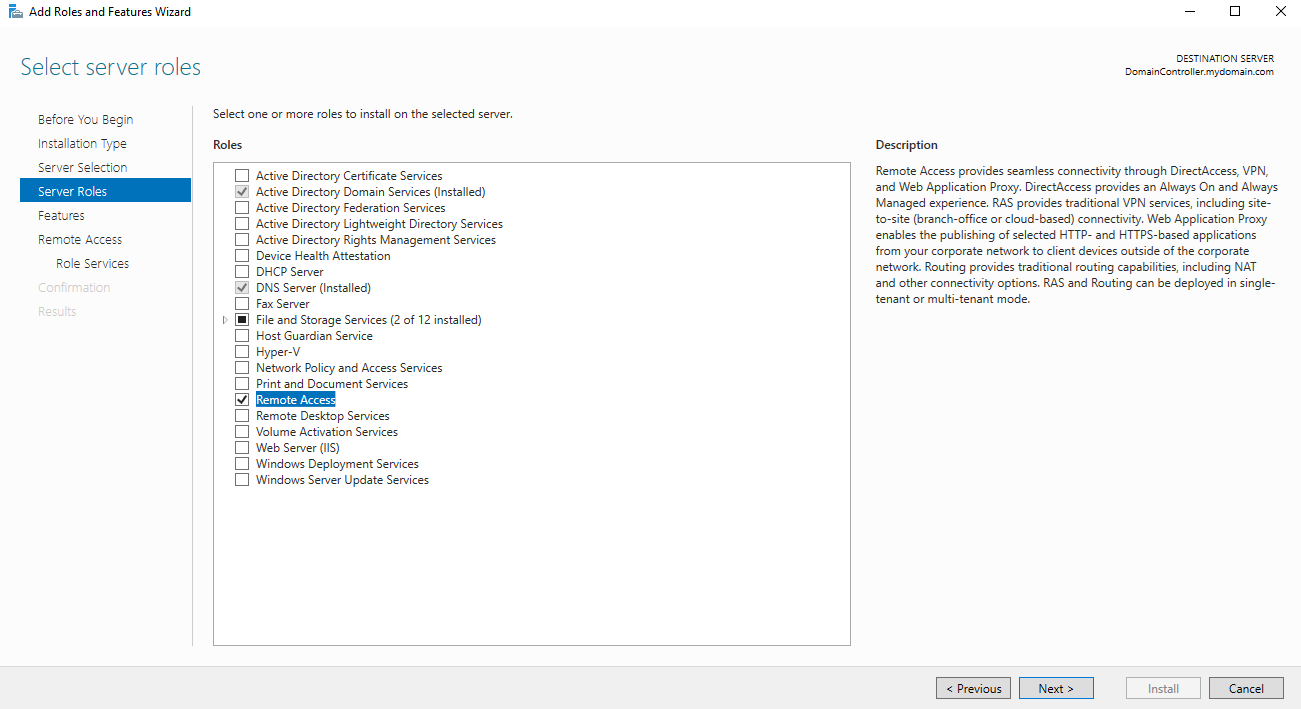 Add Roles and Features Wizard
Select server roles
DESTINATION SERVER
DomainController.mydomain.com
Before You Begin
Installation Type
Server Selection
Server Roles
Features
Remote Access
Role Services
Confirmation
Results
Select one or more roles to install on the selected server.
Roles
Active Directory Certificate Services
Active Directory Domain Services (Installed)
Active Directory Federation Services
Active Directory Lightweight Directory Services
Active Directory Rights Management Services
Device Health Attestation
DHCP Server
DNS Server (Installed)
Fax Server
File and Storage Services (2 of 12 installed)
Host Guardian Service
Hyper-V
Network Policy and Access Services
Print and Document Services
Remote Access
Remote Desktop Services
Volume Activation Services
Web Server (IIS)
Windows Deployment Services
Windows Server Update Services
Description
Remote Access provides seamless connectivity through DirectAccess, VPN,
and Web Application Proxy. DirectAccess provides an Always On and Always
Managed experience. RAS provides traditional VPN services, including site-
to-site (branch-office or cloud-based) connectivity. Web Application Proxy
enables the publishing of selected HTTP- and HTTPS-based applications
from your corporate network to client devices outside of the corporate
network. Routing provides traditional routing capabilities, including NAT
and other connectivity options. RAS and Routing can be deployed in single-
tenant or multi-tenant mode.
< Previous
Next >
Install
Cancel